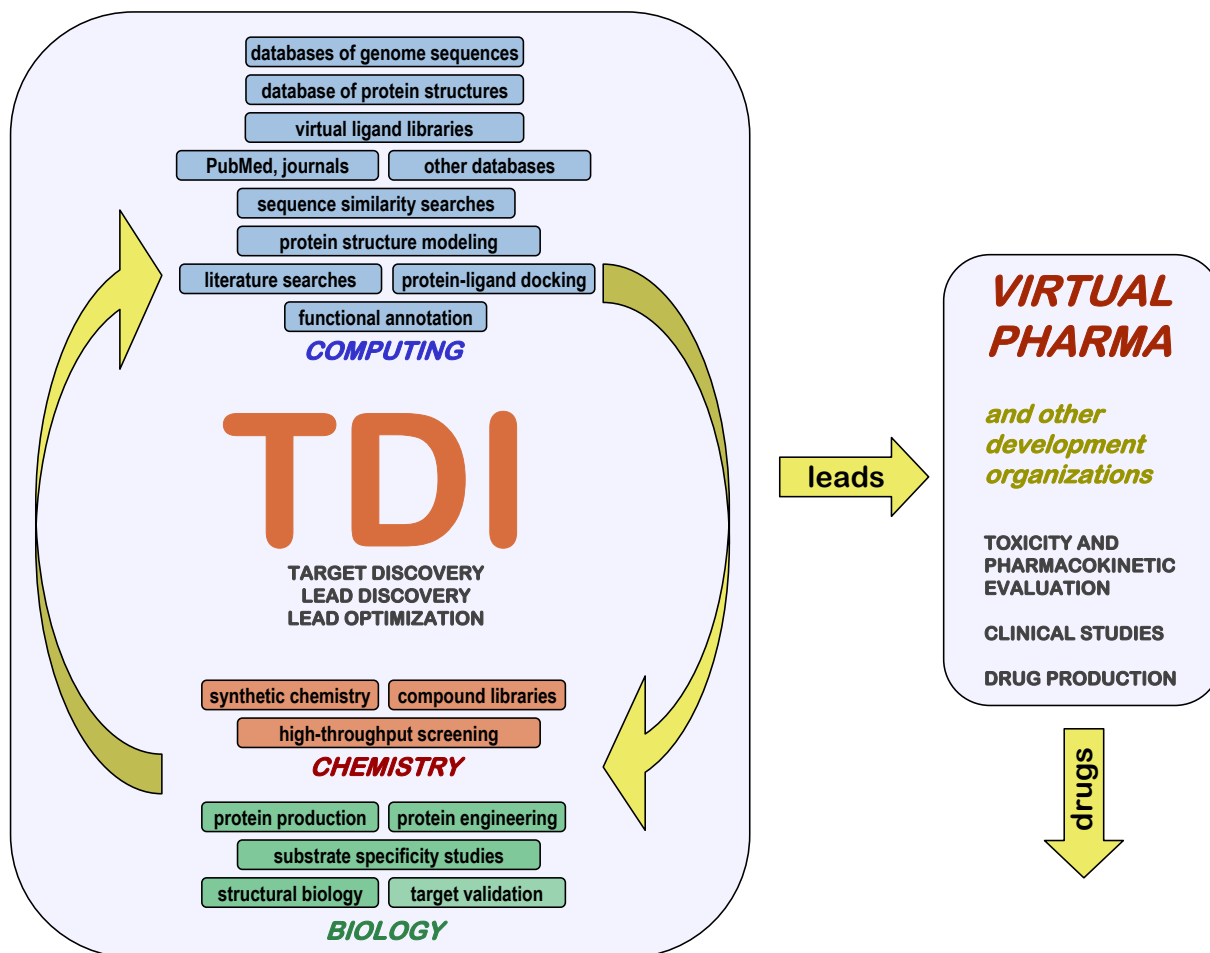 databases of genome sequences
database of protein structures
virtual ligand libraries
PubMed, journals
other databases
sequence similarity searches
protein structure modeling
literature searches
protein-ligand docking
functional annotation
COMPUTING
TDI
TARGET DISCOVERY
LEAD DISCOVERY
LEAD OPTIMIZATION
synthetic chemistry
compound libraries
high-throughput screening
CHEMISTRY
protein production
protein engineering
substrate specificity studies
structural biology
target validation
BIOLOGY
leads
VIRTUAL
PHARMA
and other
development
organizations
TOXICITY AND
PHARMACOKINETIC
EVALUATION
CLINICAL STUDIES
DRUG PRODUCTION
drugs